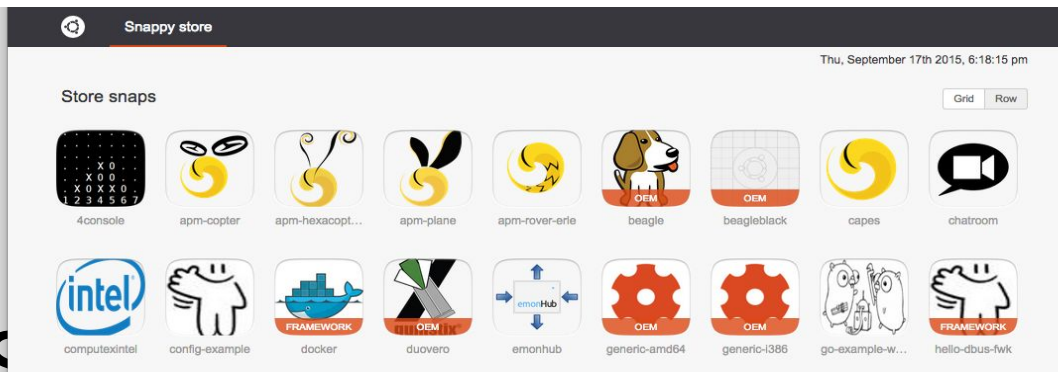 Snappy store
Thu, September 17th 2015, 6:18:15 pm
Store snaps
Grid Row
X O
X O O
X O X X O
1 2 3 4 5 6 7
OEM
OEM
4console apm-copter apm-hexacopt... apm-plane apm-rover-erle beagle beagleblack capes chatroom
intel
FRAMEWORK
OEM
emonHub
OEM
OEM
FRAMEWORK
computexintel config-example docker duovero emonhub generic-amd64 generic-i386 go-example-w... hello-dbus-fwk